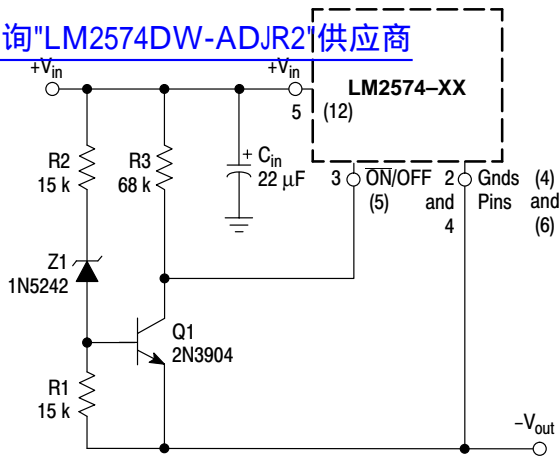 询"LM2574DW-ADJR2"供应商
+Vin
+Vin
LM2574–XX
5
(12)
R2
15 k
R3
68 k
+
Cin
22 µF
3
ON/OFF
(5)
2
and
4
Gnds
Pins
(4)
and
(6)
Z1
1N5242
Q1
2N3904
R1
15 k
–Vout